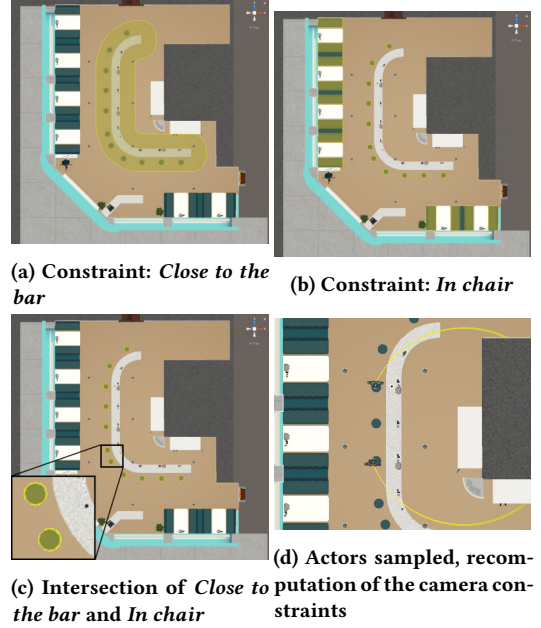 (a) Constraint: Close to the
bar
(b) Constraint: In chair
(c) Intersection of Close to
the bar and In chair
(d) Actors sampled, recom-
putation of the camera con-
straints